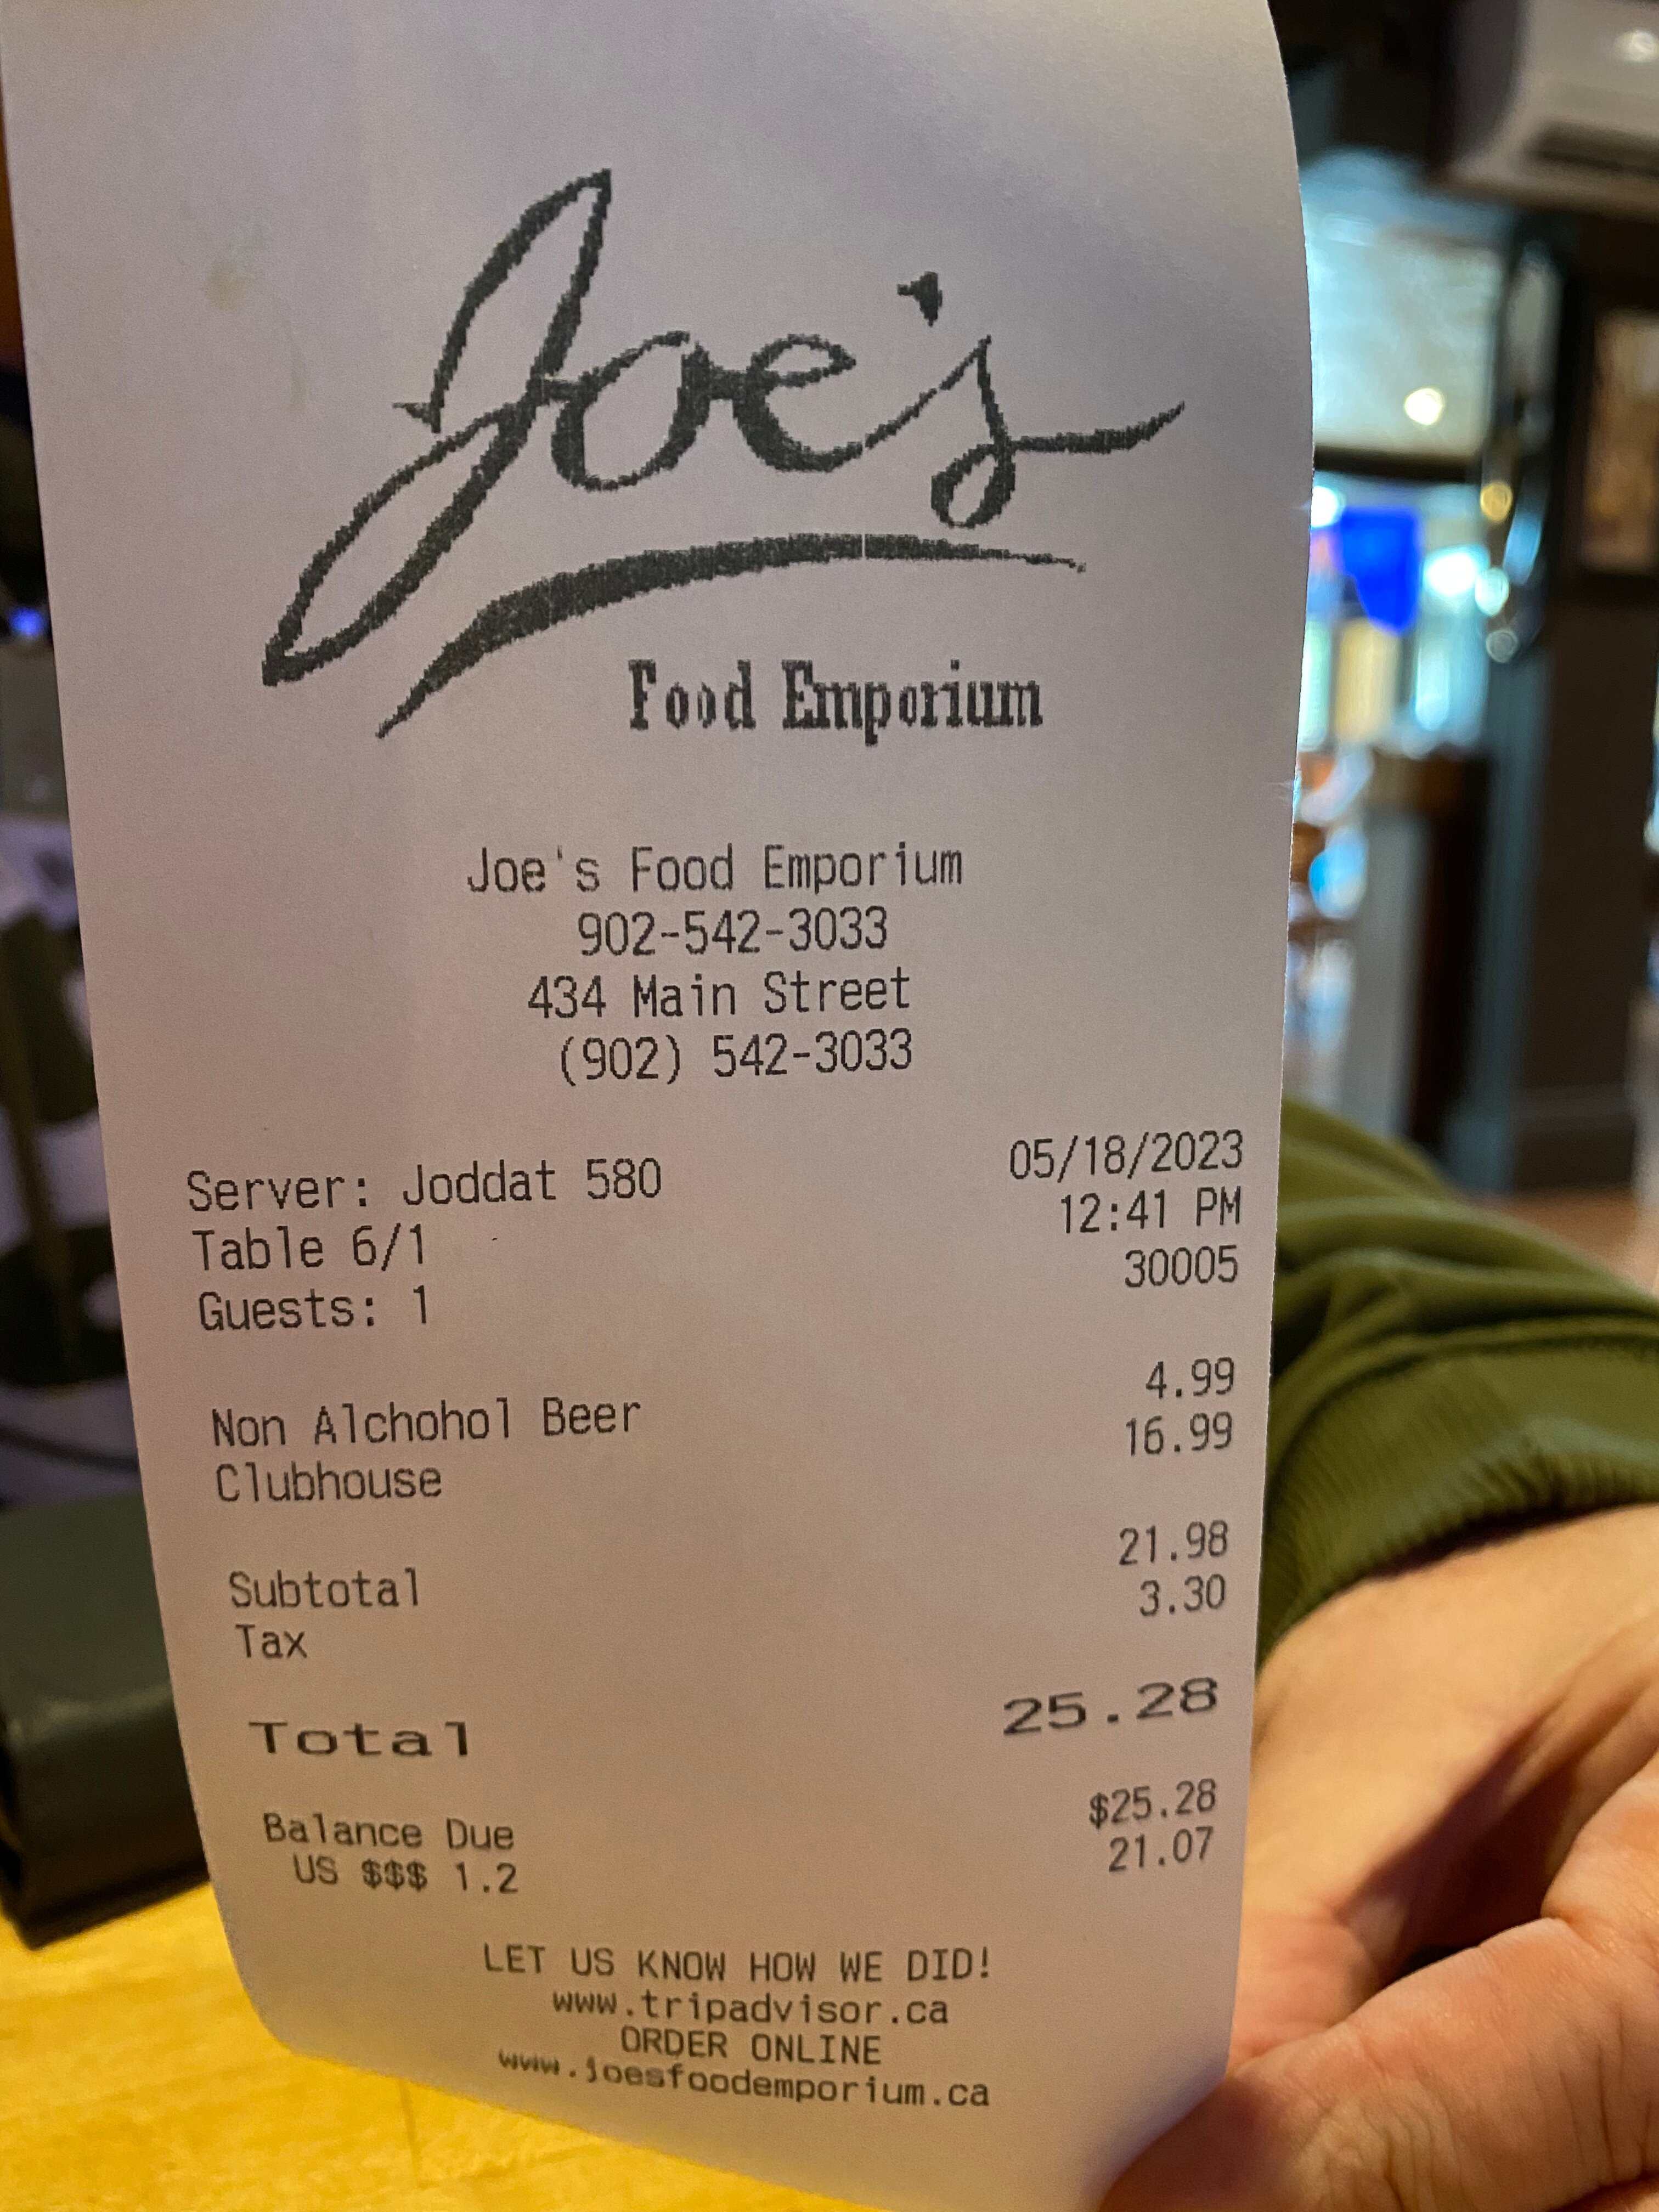 Joe's
Food Emporium
Joe's Food Emporium
902-542-3033
434 Main Street
(902) 542-3033
Server: Joddat 580 05/18/2023
Table 6/1 12:41 PM
Guests: 1 30005
Non Alchohol Beer 4.99
Clubhouse 16.99
Subtotal 21.98
Tax 3.30
Total 25.28
Balance Due $25.28
US $$$ 1.2 21.07
LET US KNOW HOW WE DID!
www.tripadvisor.ca
ORDER ONLINE
www.joesfoodemporium.ca